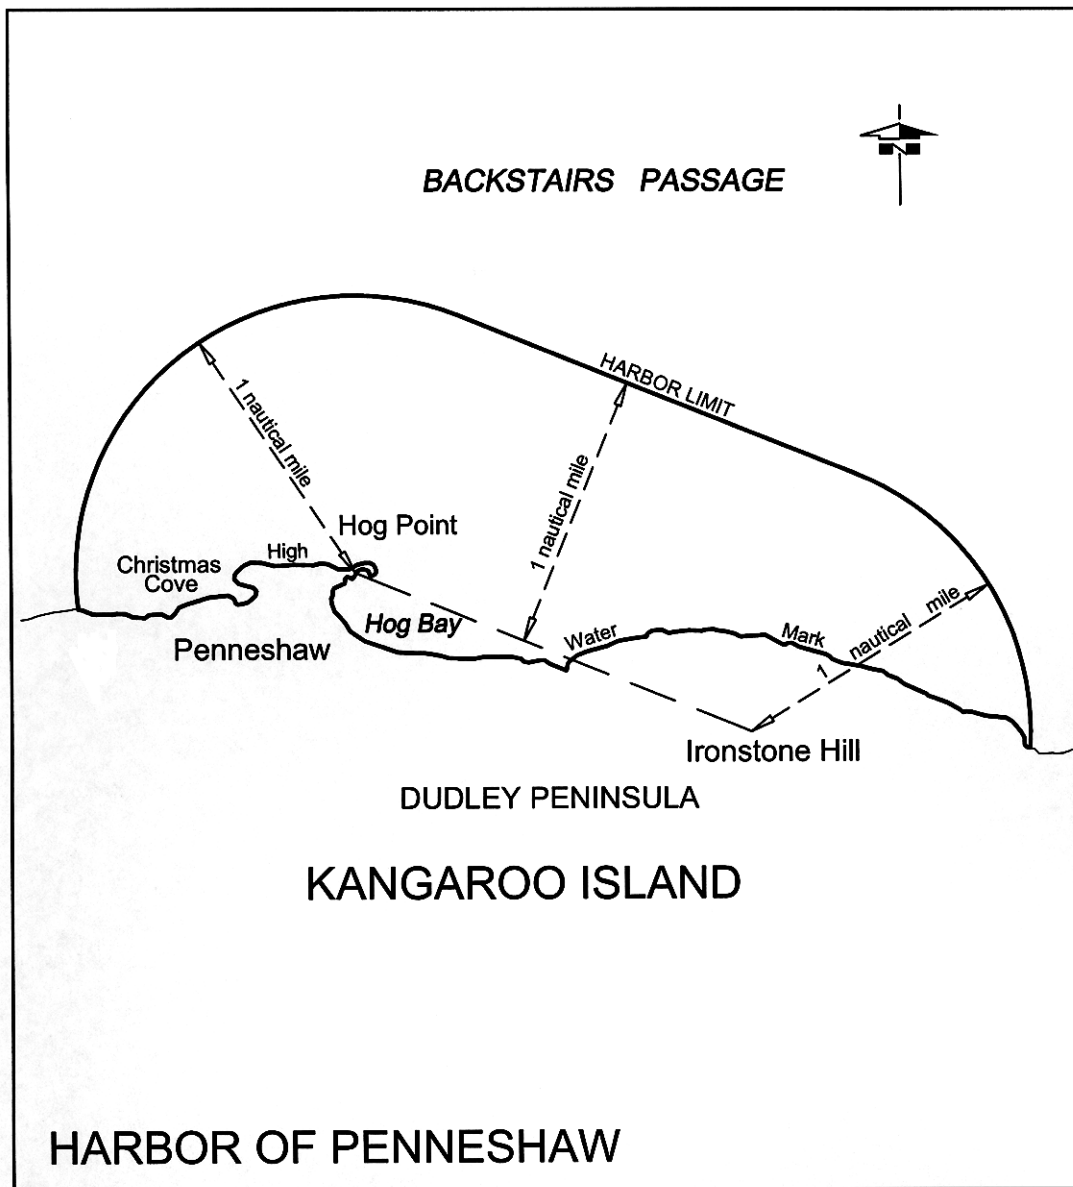 N
BACKSTAIRS PASSAGE
HARBOR LIMIT
1 nautical mile
1 nautical mile
Hog Point
High
Christmas
Cove
Hog Bay
Water
Mark
1 nautical mile
Penneshaw
Ironstone Hill
DUDLEY PENINSULA
KANGAROO ISLAND
HARBOR OF PENNESHAW